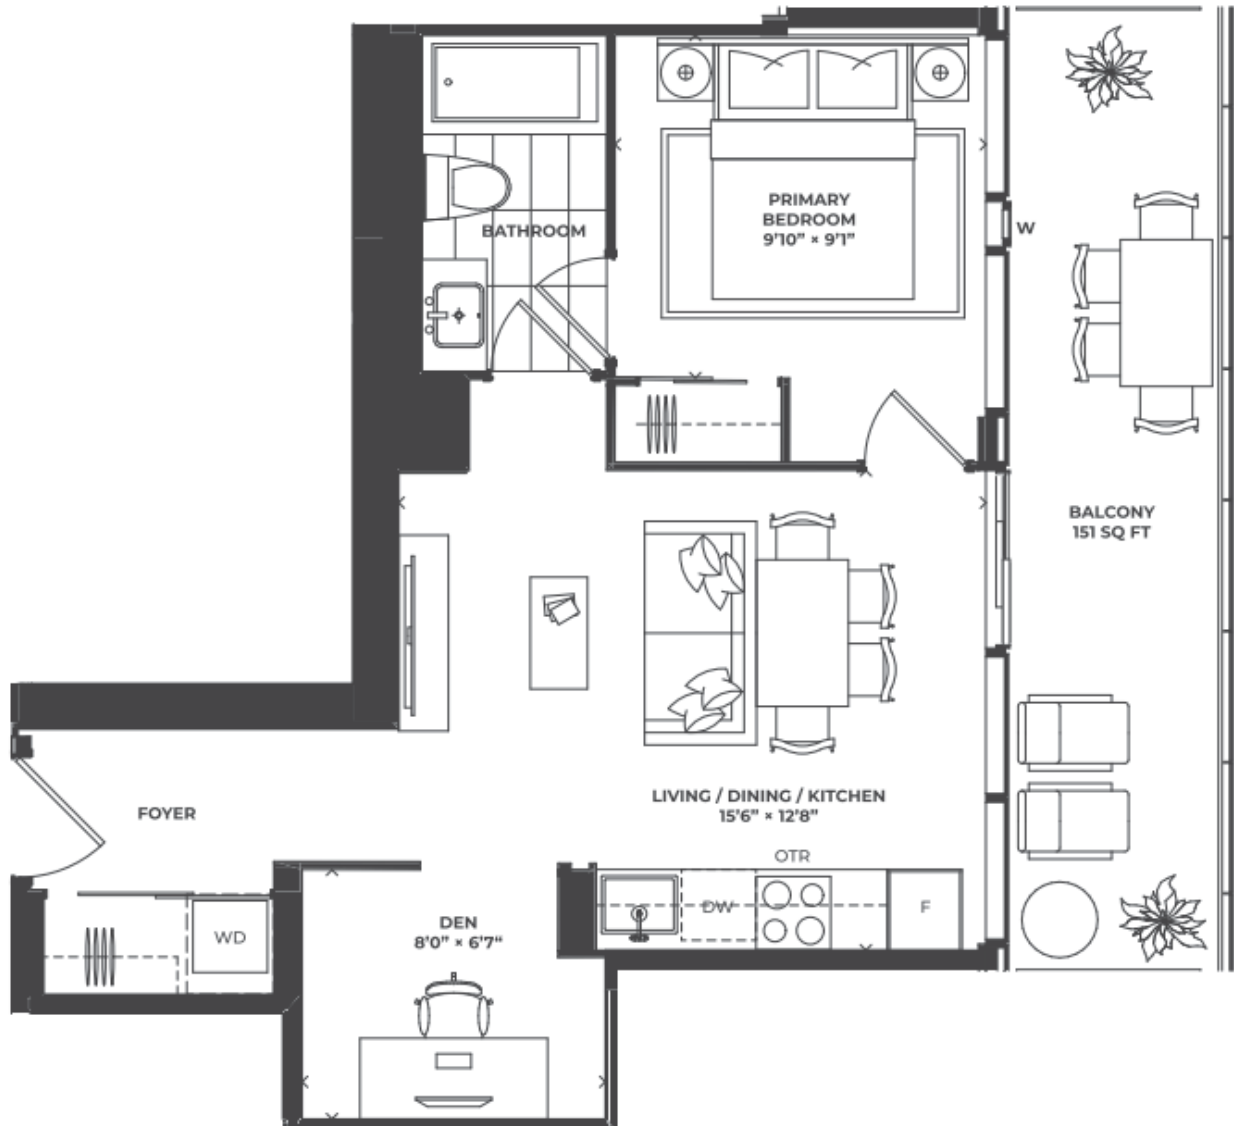 PRIMARY
BEDROOM
9'10" × 9'1"
W
BATHROOM
BALCONY
151 SQ FT
LIVING / DINING / KITCHEN
15'6" × 12'8"
FOYER
OTR
DW
F
DEN
8'0" × 6'7"
WD